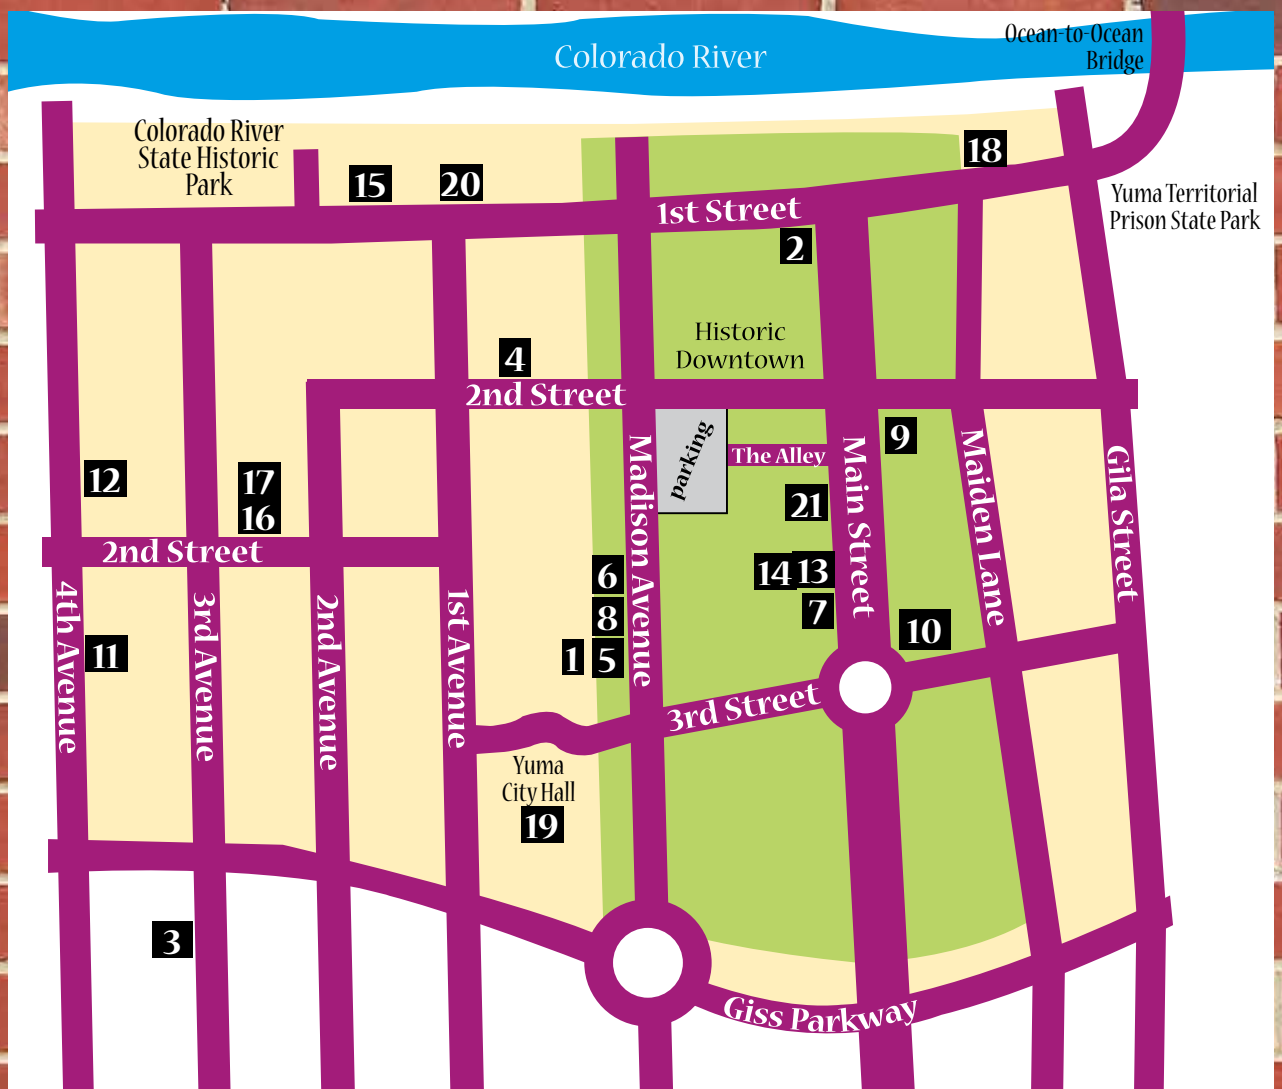 Ocean-to-Ocean
Bridge
Colorado River
Colorado River
State Historic
Park
18
15
20
Yuma Territorial
Prison State Park
1st Street
2
Historic
Downtown
4
2nd Street
parking
The Alley
9
12
17
16
21
Madison Avenue
Main Street
Maiden Lane
Gila Street
2nd Street
6
14
13
8
7
10
11
1
5
4th Avenue
3rd Avenue
2nd Avenue
1st Avenue
3rd Street
Yuma
City Hall
19
3
Giss Parkway